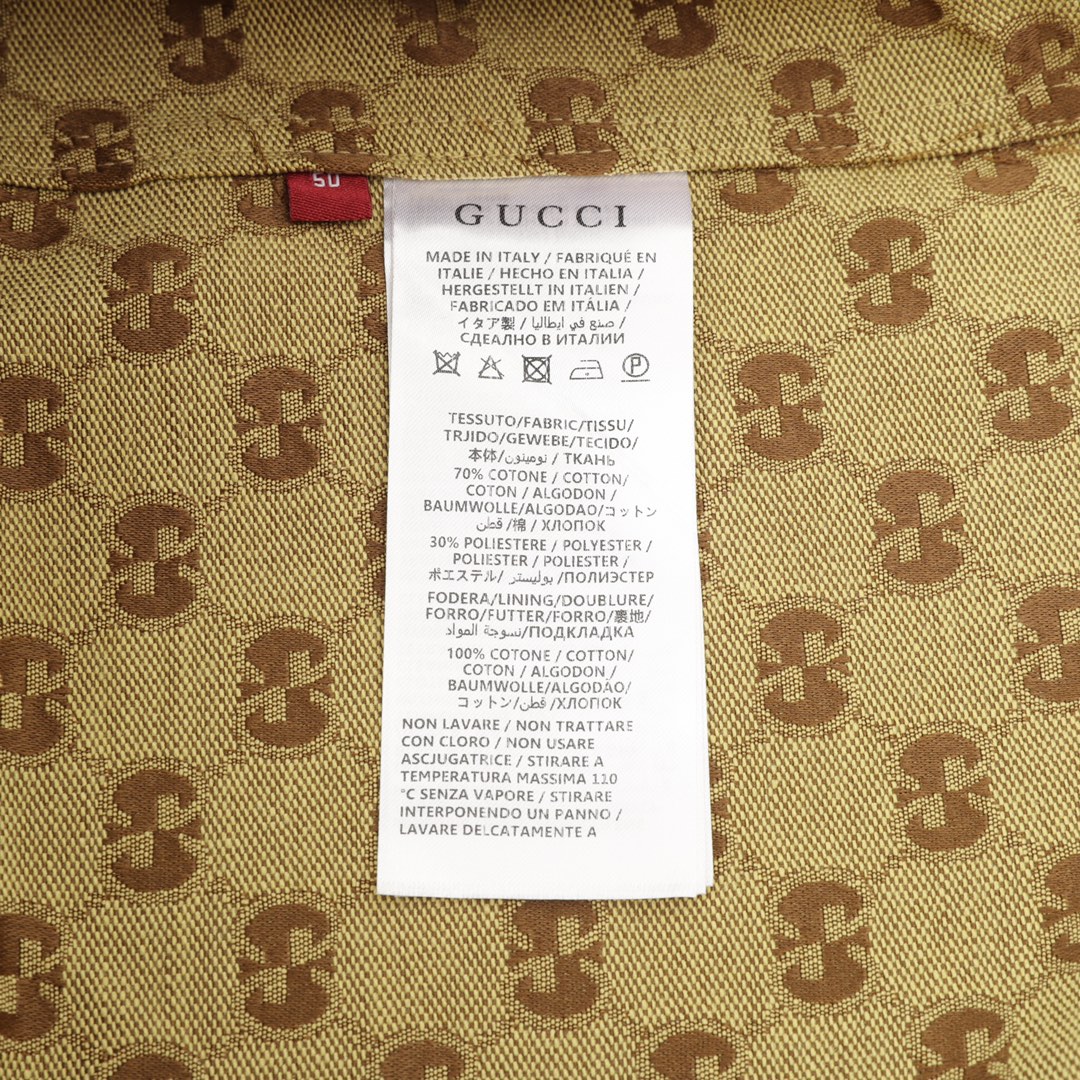 50
GUCCI
MADE IN ITALY / FABRIQUÉ EN
ITALIE / HECHO EN ITALIA /
HERGESTELLT IN ITALIEN /
FABRICADO EM ITÁLIA /
イタア製 / صنع في ايطاليا /
СДЕАЛНО В ИТАЛИИ
P
TESSUTO/FABRIC/TISSU/
TRJIDO/GEWEBE/TECIDO/
本体/نومينون / ТКАНЬ
70% COTONE / COTTON/
COTON / ALGODON /
BAUMWOLLE/ALGODAO/コットン
قطن /棉 / ХЛОПОК
30% POLIESTERE / POLYESTER /
POLIESTER / POLIESTER /
ポエステル/ بوليستر /ПОЛИЭСТЕР
FODERA/LINING/DOUBLURE/
FORRO/FUTTER/FORRO/裏地/
نسوجة المواد/ПОДКЛАДКА
100% COTONE / COTTON/
COTON / ALGODON /
BAUMWOLLE/ALGODÃO/
コットン/قطن /ХЛОПОК
NON LAVARE / NON TRATTARE
CON CLORO / NON USARE
ASCJUGATRICE / STIRARE A
TEMPERATURA MASSIMA 110
°C SENZA VAPORE / STIRARE
INTERPONENDO UN PANNO /
LAVARE DELCATAMENTE A